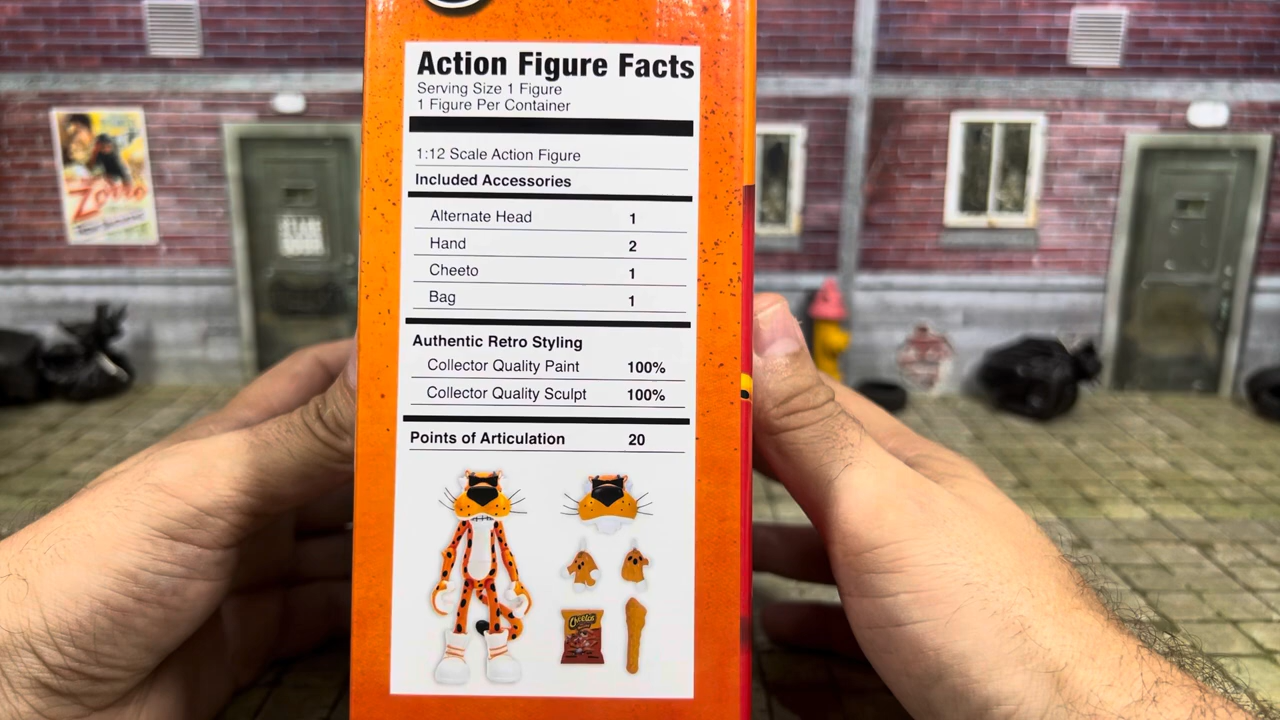 Action Figure Facts
Serving Size 1 Figure
1 Figure Per Container
1:12 Scale Action Figure
Included Accessories
Alternate Head 1
Hand 2
Cheeto 1
Bag 1
Authentic Retro Styling
Collector Quality Paint 100%
Collector Quality Sculpt 100%
Points of Articulation 20
Zorro
Cheetos